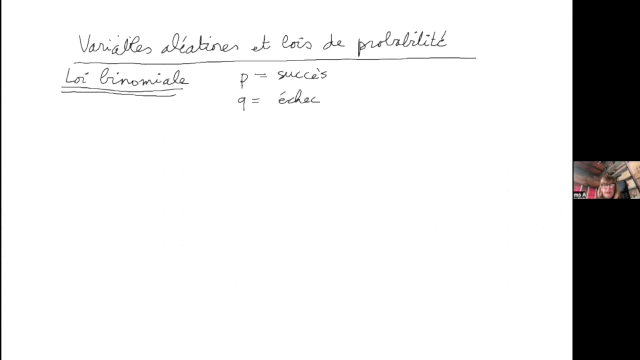 Variables aléatoires et lois de probabilité
Loi binomiale
p = succès
q = échec